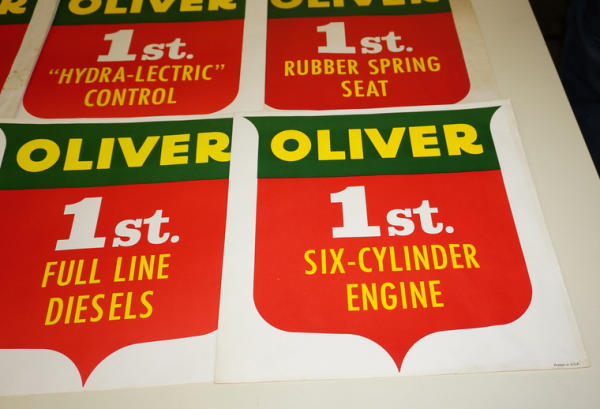 OLIVER
1st.
"HYDRA-LECTRIC"
CONTROL
1st.
RUBBER SPRING
SEAT
OLIVER
1st.
FULL LINE
DIESELS
OLIVER
1st.
SIX-CYLINDER
ENGINE